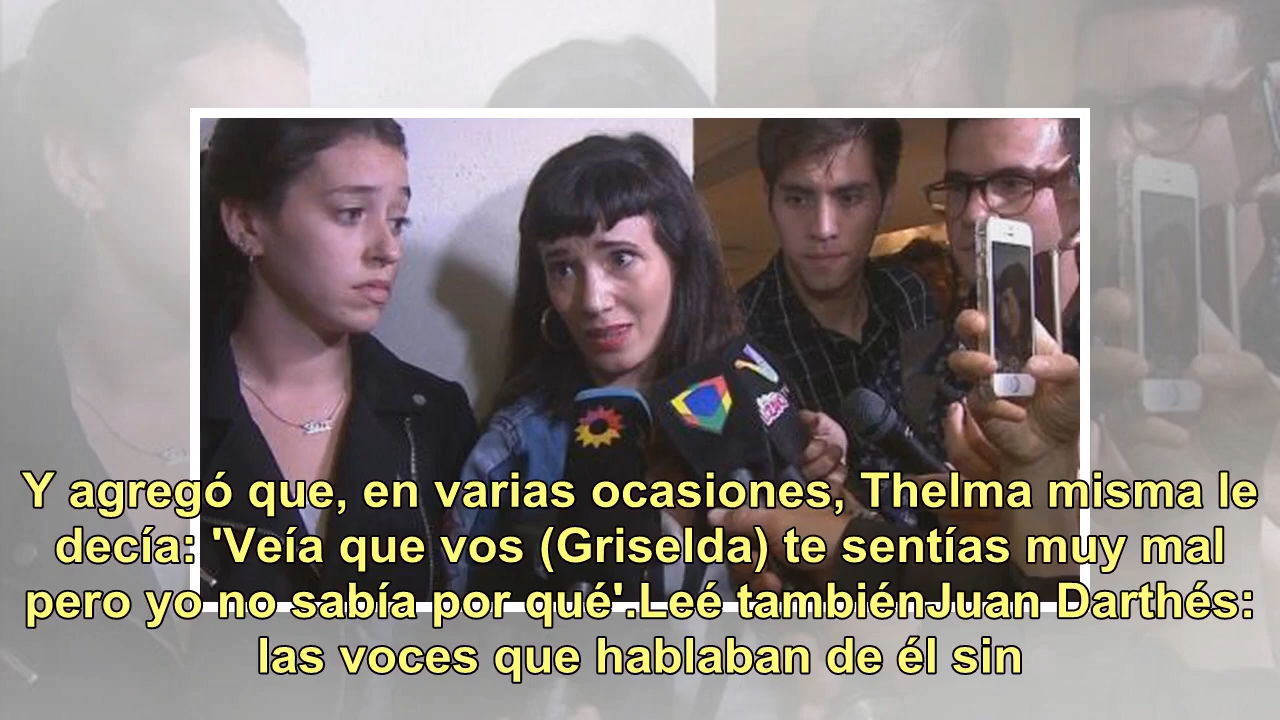 Y agregó que, en varias ocasiones, Thelma misma le
decía: 'Veía que vos (Griselda) te sentías muy mal
pero yo no sabía por qué'.Leé tambiénJuan Darthés:
las voces que hablaban de él sin